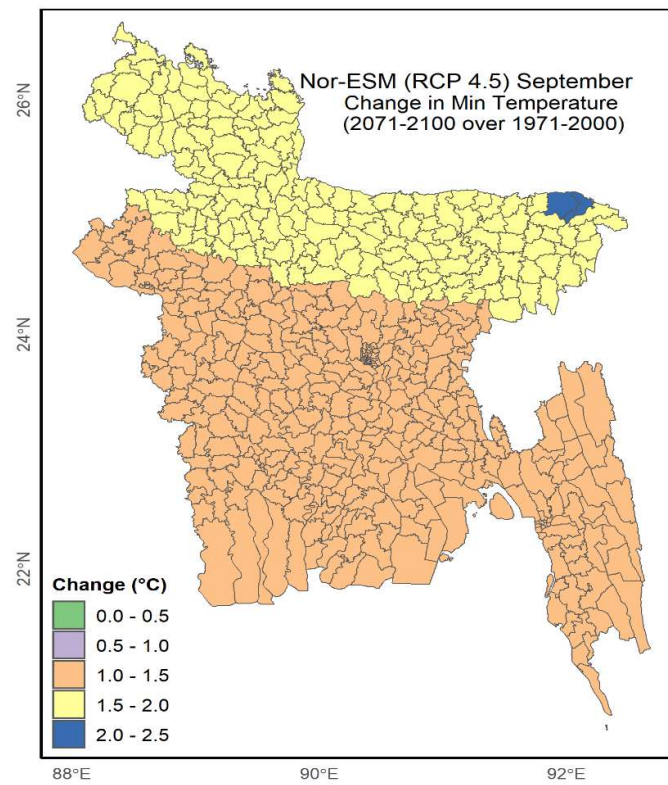 Nor-ESM (RCP 4.5) September
Change in Min Temperature
(2071-2100 over 1971-2000)
26°N
24°N
22°N
Change (°C)
0.0 - 0.5
0.5 - 1.0
1.0 - 1.5
1.5 - 2.0
2.0 - 2.5
88°E
90°E
92°E